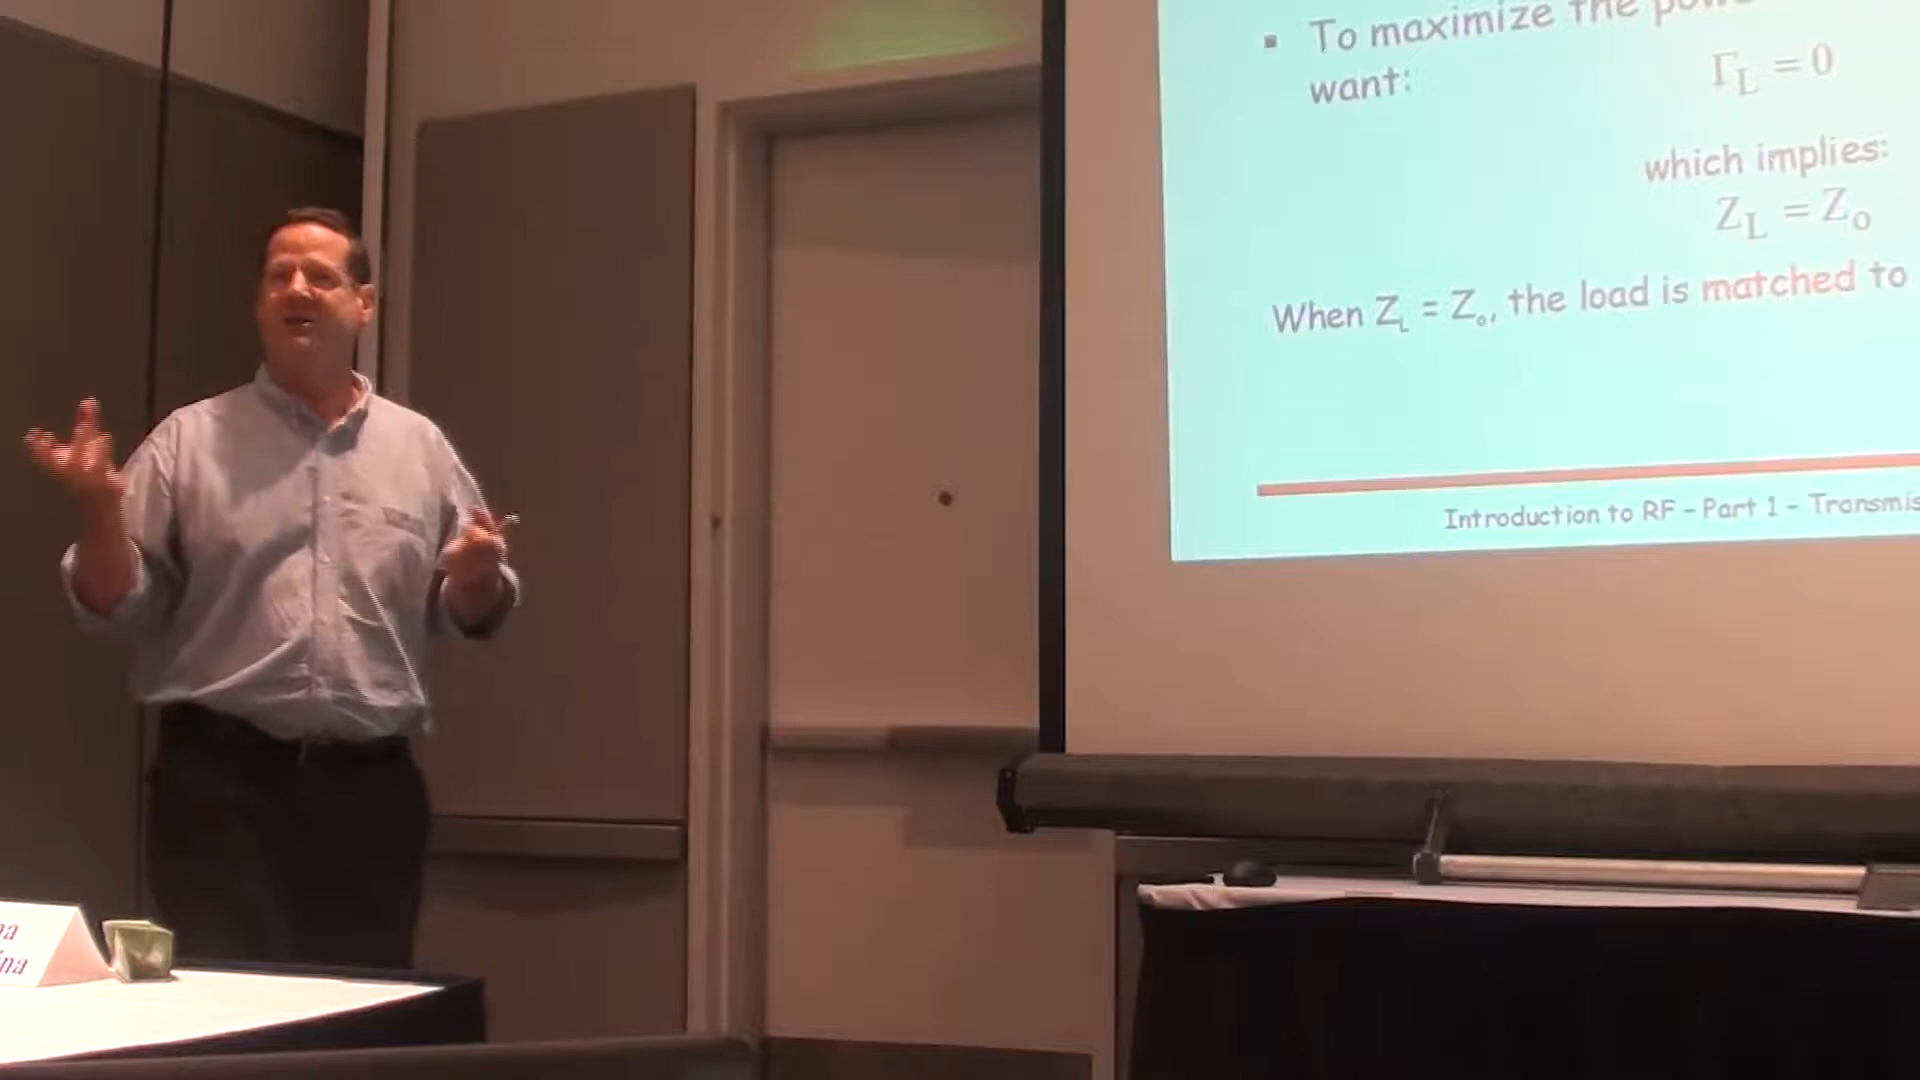 ▪ To maximize the
want:
Γ_L = 0
which implies:
Z_L = Z_o
When Z_L = Z_o, the load is matched to
Introduction to RF - Part 1 -